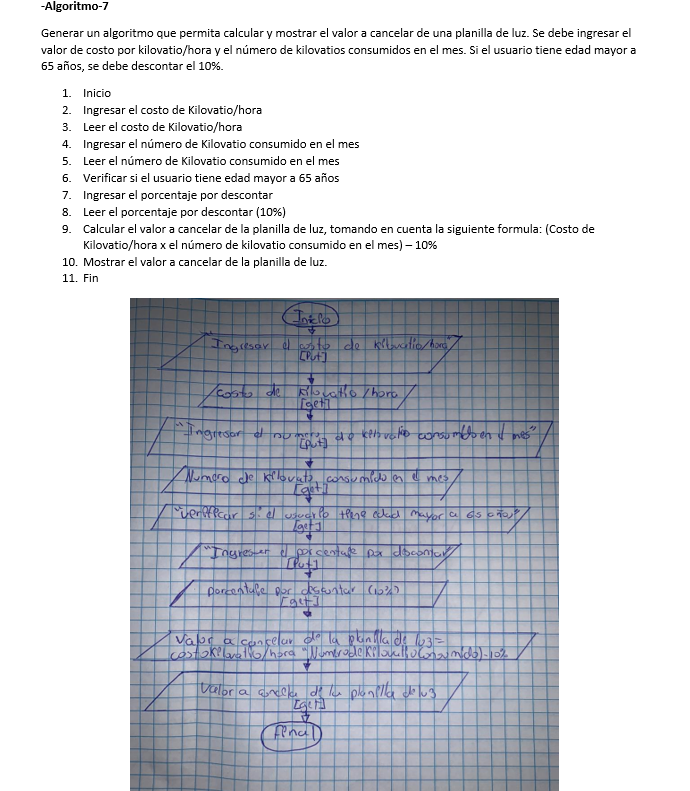 -Algoritmo-7
Generar un algoritmo que permita calcular y mostrar el valor a cancelar de una planilla de luz. Se debe ingresar el
valor de costo por kilovatio/hora y el número de kilovatios consumidos en el mes. Si el usuario tiene edad mayor a
65 años, se debe descontar el 10%.
1. Inicio
2. Ingresar el costo de Kilovatio/hora
3. Leer el costo de Kilovatio/hora
4. Ingresar el número de Kilovatio consumido en el mes
5. Leer el número de Kilovatio consumido en el mes
6. Verificar si el usuario tiene edad mayor a 65 años
7. Ingresar el porcentaje por descontar
8. Leer el porcentaje por descontar (10%)
9. Calcular el valor a cancelar de la planilla de luz, tomando en cuenta la siguiente formula: (Costo de
Kilovatio/hora x el número de kilovatio consumido en el mes) – 10%
10. Mostrar el valor a cancelar de la planilla de luz.
11. Fin
Inicio
"Ingresar el costo de kilovatio/hora"
[Put]
costo de kilovatio/hora
[get]
"Ingresar el numero de kilovatio consumido en el mes"
[put]
Numero de kilovatio consumido en el mes
[get]
"verificar si el usuario tiene edad mayor a 65 años"
[get]
"Ingresar el porcentaje por descontar"
[Put]
porcentaje por descontar (10%)
[get]
Valor a cancelar de la planilla de luz =
costokilovatio/hora * Numerode Kilovatio consumido)-10%
Valor a cancelar de la planilla de luz
[get]
final